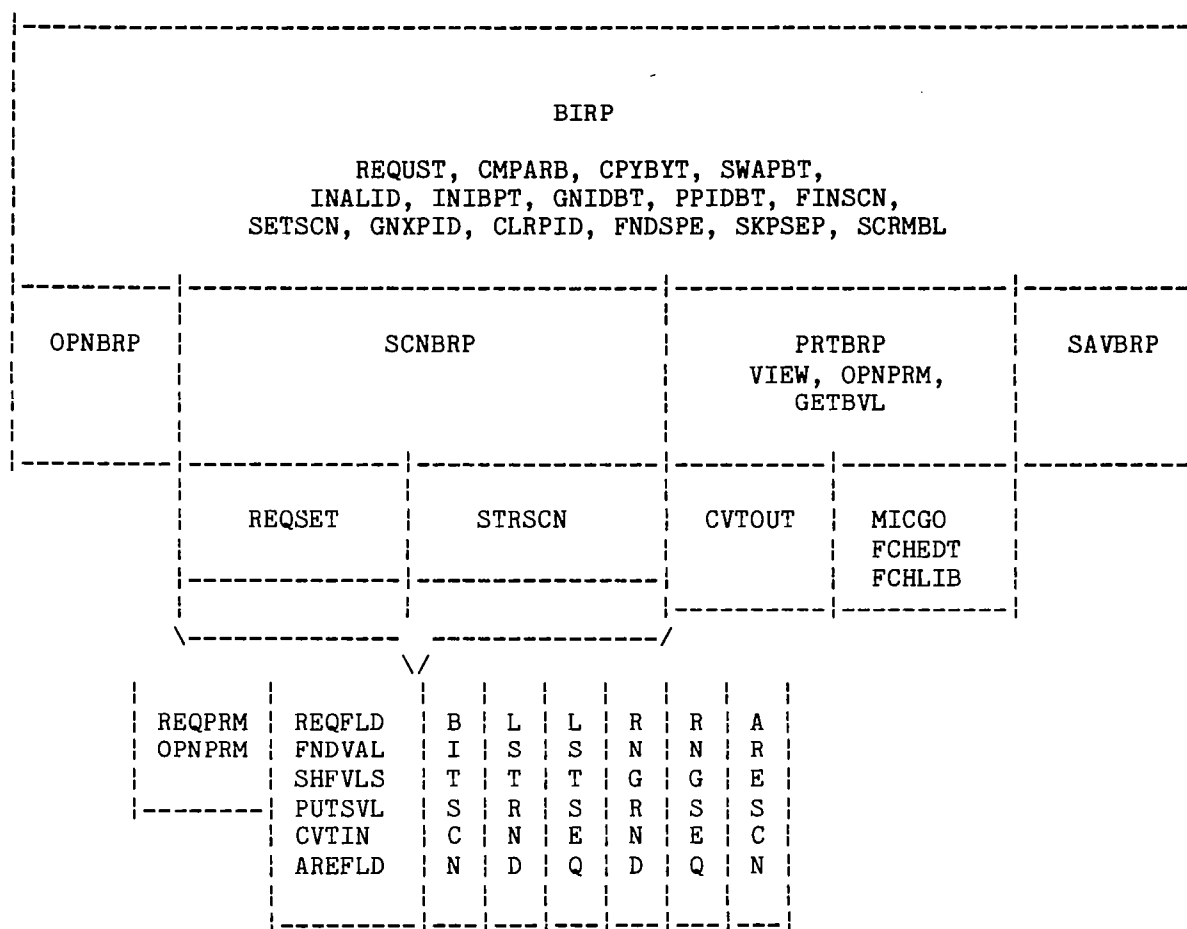 BIRP
REQUST, CMPARB, CPYBYT, SWAPBT,
INALID, INIBPT, GNIDBT, PPIDBT, FINSCN,
SETSCN, GNXPID, CLRPID, FNDSPE, SKPSEP, SCRMBL
OPNBRP SCNBRP PRTBRP SAVBRP
VIEW, OPNPRM,
GETBVL
REQSET STRSCN CVTOUT MICGO
FCHEDT
FCHLIB
REQPRM REQFLD B L L R R A
OPNPRM FNDVAL I S S N N R
SHFVLS T T T G G E
PUTSVL S R S R S S
CVTIN C N E N E C
AREFLD N D Q D Q N